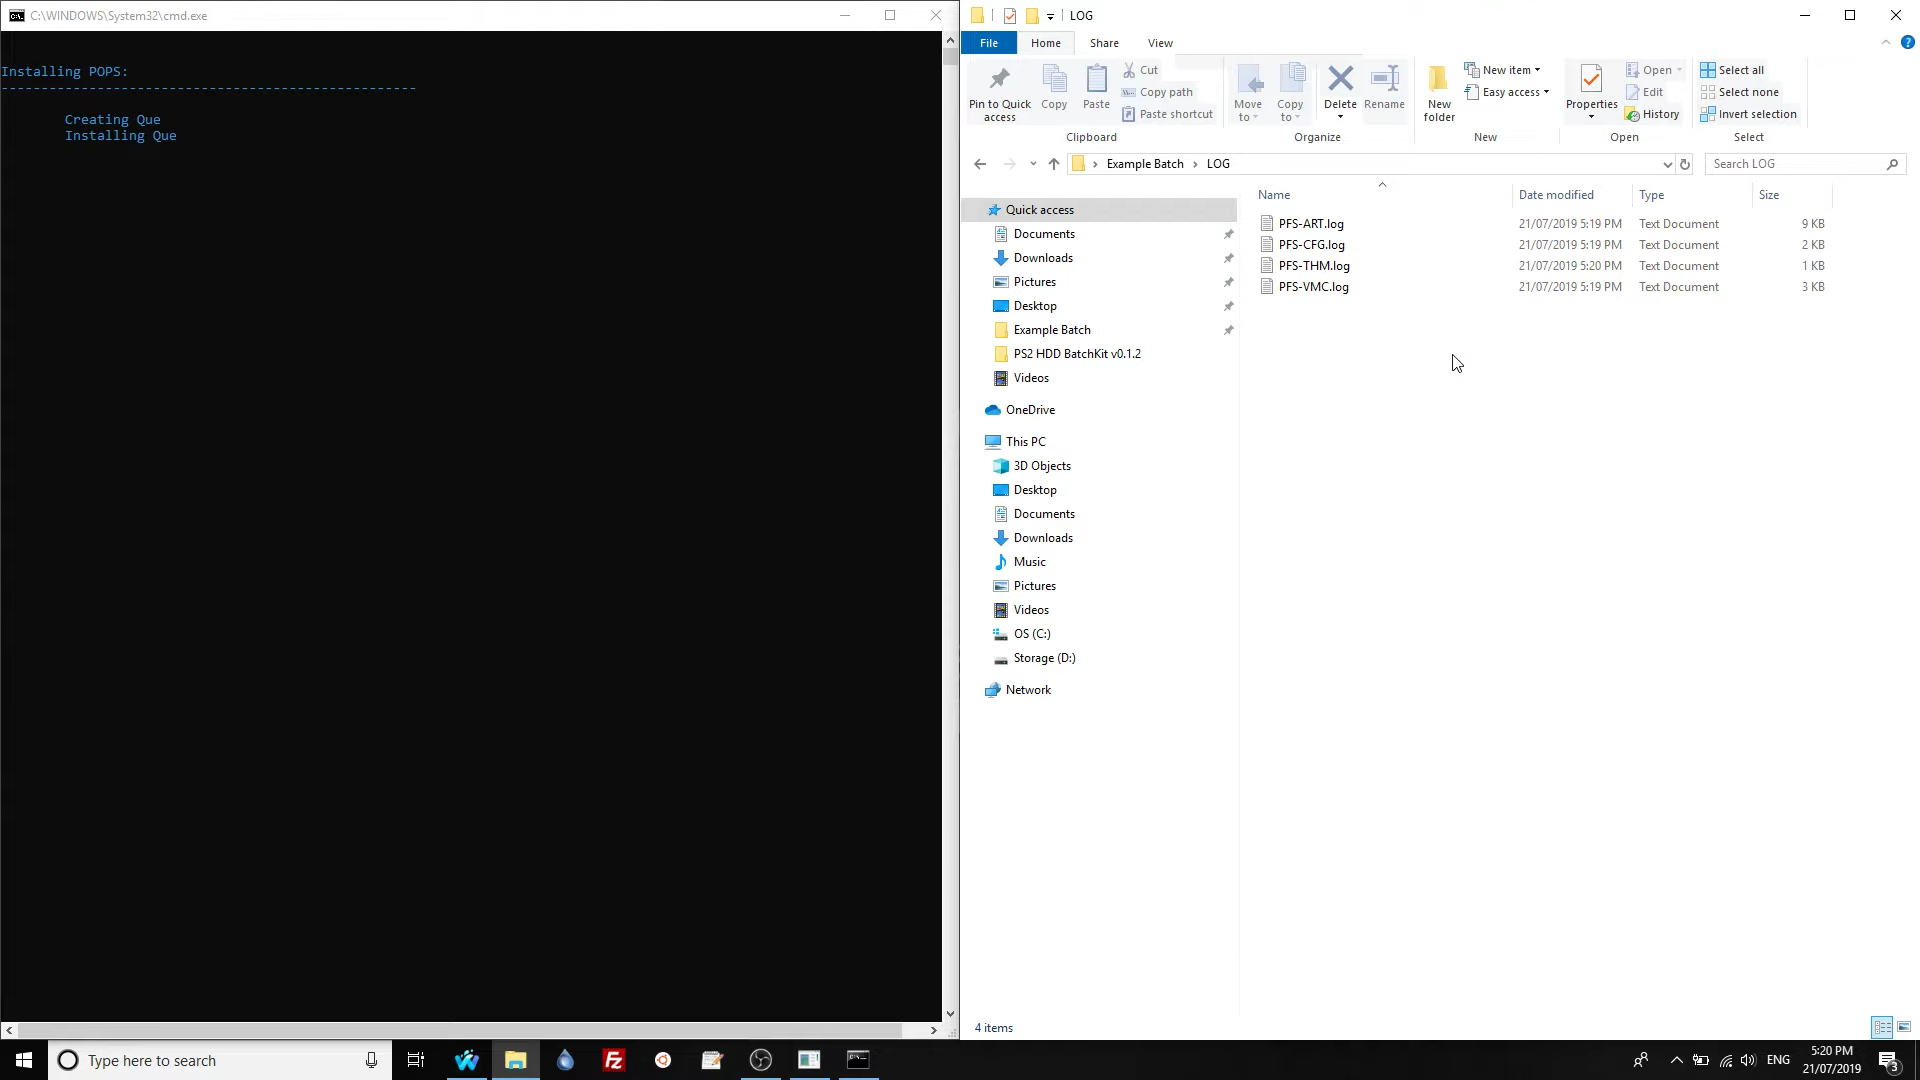 C:\WINDOWS\System32\cmd.exe
Installing POPS:
----------------------------------------------------
Creating Que
Installing Que
LOG
File
Home
Share
View
Pin to Quick access
Copy
Paste
Cut
Copy path
Paste shortcut
Clipboard
Move to
Copy to
Delete
Rename
Organize
New folder
New item
Easy access
New
Properties
Open
Edit
History
Open
Select all
Select none
Invert selection
Select
Example Batch
LOG
Search LOG
Quick access
Documents
Downloads
Pictures
Desktop
Example Batch
PS2 HDD BatchKit v0.1.2
Videos
OneDrive
This PC
3D Objects
Desktop
Documents
Downloads
Music
Pictures
Videos
OS (C:)
Storage (D:)
Network
Name Date modified Type Size
PFS-ART.log 21/07/2019 5:19 PM Text Document 9 KB
PFS-CFG.log 21/07/2019 5:19 PM Text Document 2 KB
PFS-THM.log 21/07/2019 5:20 PM Text Document 1 KB
PFS-VMC.log 21/07/2019 5:19 PM Text Document 3 KB
4 items
Type here to search
ENG
5:20 PM
21/07/2019
3